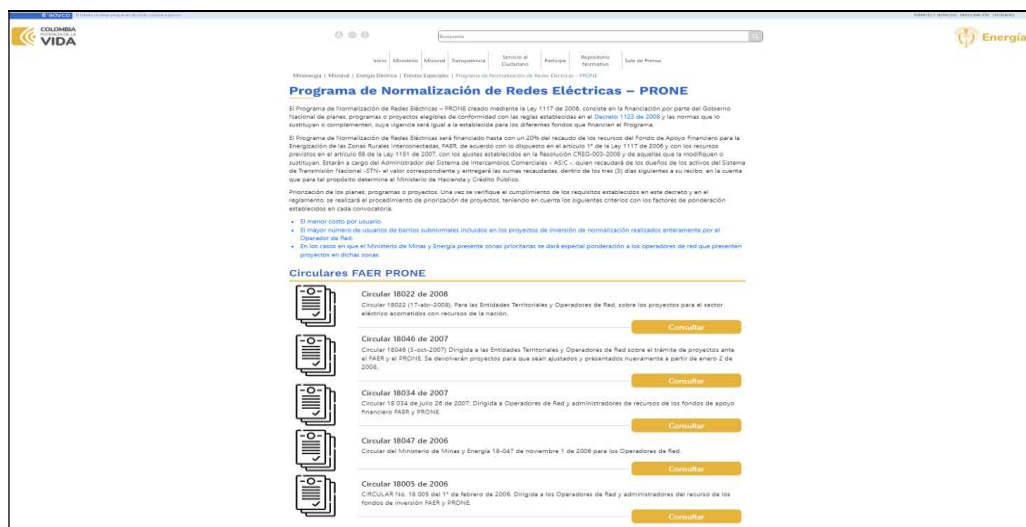 GOV.CO
COLOMBIA
POTENCIA DE LA
VIDA
Búsqueda
Energía
Inicio Ministerio Misional Transparencia Servicio al Ciudadano Participa Repositorio Normativo Sala de Prensa
Minenergía | Misional | Energía Eléctrica | Fondos Especiales | Programa de Normalización de Redes Eléctricas - PRONE
Programa de Normalización de Redes Eléctricas – PRONE
El Programa de Normalización de Redes Eléctricas – PRONE creado mediante la Ley 1117 de 2006, consiste en la financiación por parte del Gobierno
Nacional de planes, programas o proyectos elegibles de conformidad con las reglas establecidas en el Decreto 1123 de 2008 y las normas que lo
sustituyan o complementen, cuya vigencia será igual a la establecida para los diferentes fondos que financien el Programa.
El Programa de Normalización de Redes Eléctricas será financiado hasta con un 20% del recaudo de los recursos del Fondo de Apoyo Financiero para la
Energización de las Zonas Rurales Interconectadas, FAER, de acuerdo con lo dispuesto en el artículo 1° de la Ley 1117 de 2006 y con los recursos
previstos en el artículo 68 de la Ley 1151 de 2007, con los ajustes establecidos en la Resolución CREG-003-2008 y de aquellas que la modifiquen o
sustituyan. Estarán a cargo del Administrador del Sistema de Intercambios Comerciales – ASIC –, quien recaudará de los dueños de los activos del Sistema
de Transmisión Nacional –STN– el valor correspondiente y entregará las sumas recaudadas, dentro de los tres (3) días siguientes a su recibo, en la cuenta
que para tal propósito determina el Ministerio de Hacienda y Crédito Público.
Priorización de los planes, programas o proyectos. Una vez se verifique el cumplimiento de los requisitos establecidos en este decreto y en el
reglamento, se realizará el procedimiento de priorización de proyectos, teniendo en cuenta los siguientes criterios con los factores de ponderación
establecidos en cada convocatoria:
• El menor costo por usuario.
• El mayor número de usuarios de barrios subnormales incluidos en los proyectos de inversión de normalización realizados enteramente por el
Operador de Red.
• En los casos en que el Ministerio de Minas y Energía presente zonas prioritarias se dará especial ponderación a los operadores de red que presenten
proyectos en dichas zonas.
Circulares FAER PRONE
Circular 18022 de 2008
Circular 18022 (17-abr-2008). Para las Entidades Territoriales y Operadores de Red, sobre los proyectos para el sector
eléctrico acometidos con recursos de la nación.
Consultar
Circular 18046 de 2007
Circular 18046 (3-oct-2007) Dirigida a las Entidades Territoriales y Operadores de Red sobre el trámite de proyectos ante
el FAER y el PRONE. Se devolverán proyectos para que sean ajustados y presentados nuevamente a partir de enero 2 de
2008.
Consultar
Circular 18034 de 2007
Circular 18 034 de julio 26 de 2007: Dirigida a Operadores de Red y administradores de recursos de los fondos de apoyo
financiero FAER y PRONE.
Consultar
Circular 18047 de 2006
Circular del Ministerio de Minas y Energía 18-047 de noviembre 1 de 2006 para los Operadores de Red.
Consultar
Circular 18005 de 2006
CIRCULAR No. 18 005 del 1° de febrero de 2006. Dirigida a los Operadores de Red y administradores del recurso de los
fondos de inversión FAER y PRONE.
Consultar